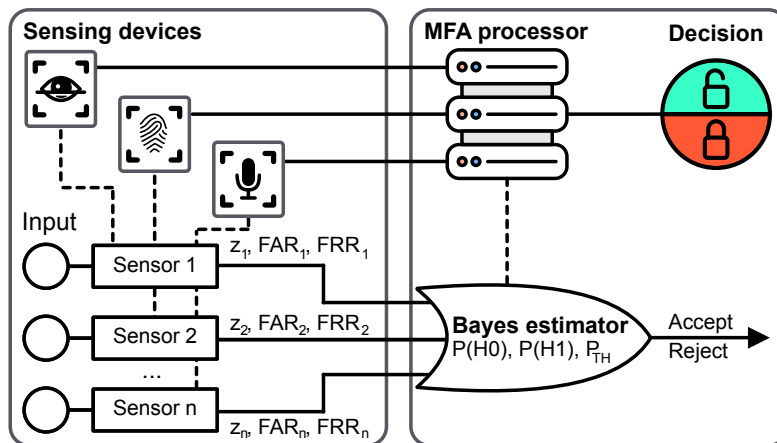 Sensing devices
MFA processor
Decision
Input
Sensor 1
z1, FAR1, FRR1
Sensor 2
z2, FAR2, FRR2
...
Sensor n
zn, FARn, FRRn
Bayes estimator
P(H0), P(H1), PTH
Accept
Reject